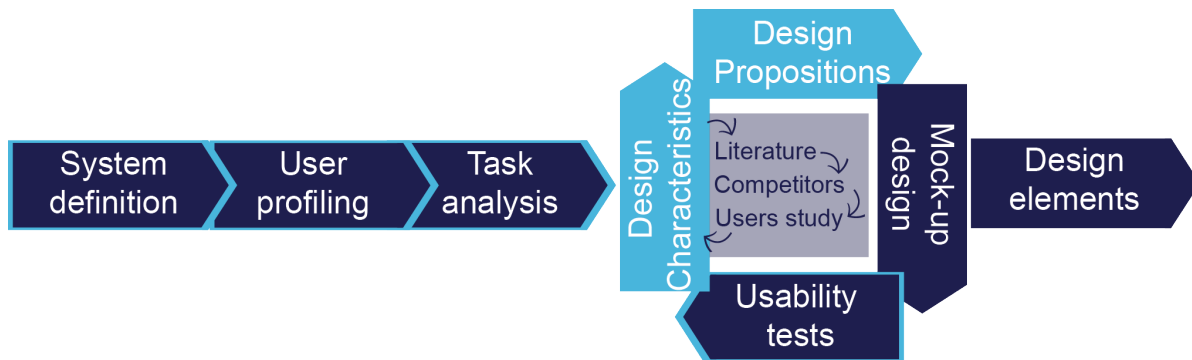 System
definition
User
profiling
Task
analysis
Design
Characteristics
Design
Propositions
Literature
Competitors
Users study
Mock-up
design
Usability
tests
Design
elements